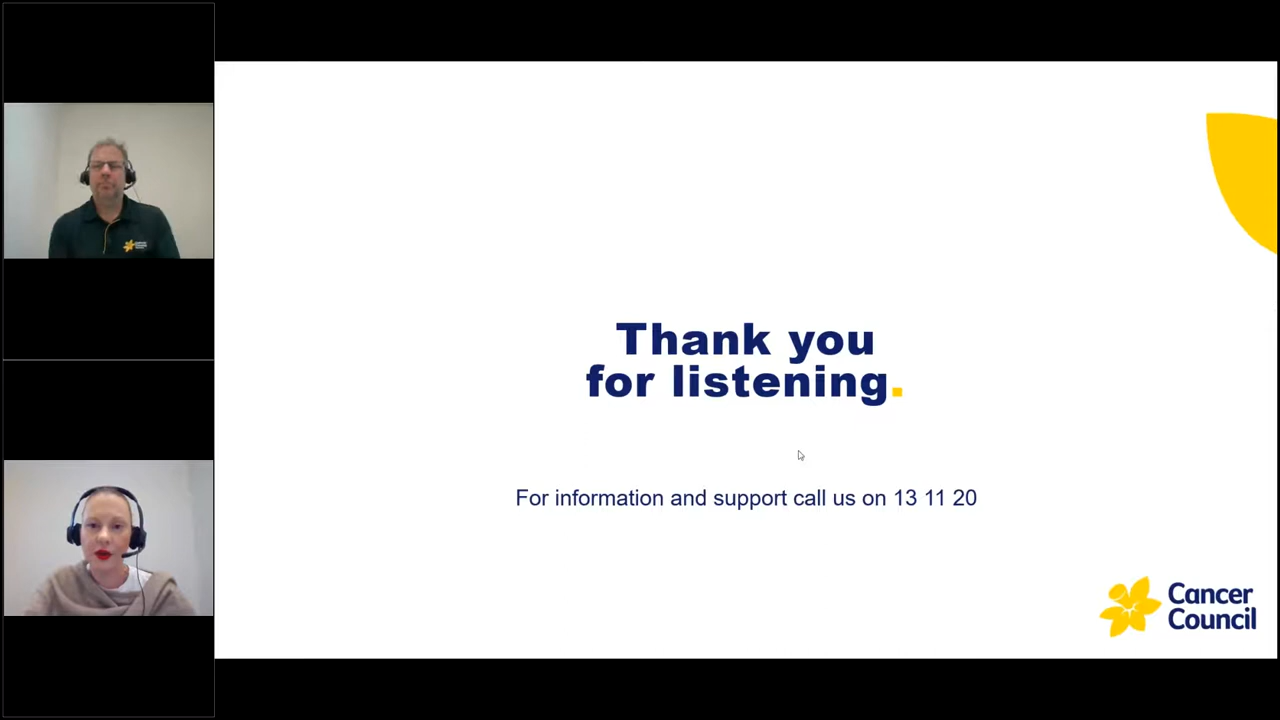 Thank you
for listening.
For information and support call us on 13 11 20
Cancer
Council